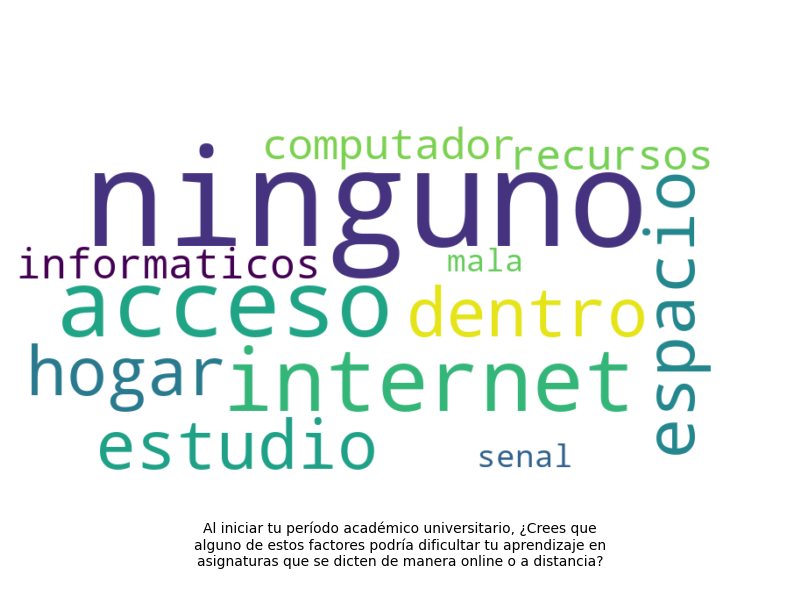 computador
recursos
ninguno
espacio
informaticos
mala
acceso
dentro
hogar
internet
estudio
senal
Al iniciar tu período académico universitario, ¿Crees que
alguno de estos factores podría dificultar tu aprendizaje en
asignaturas que se dicten de manera online o a distancia?